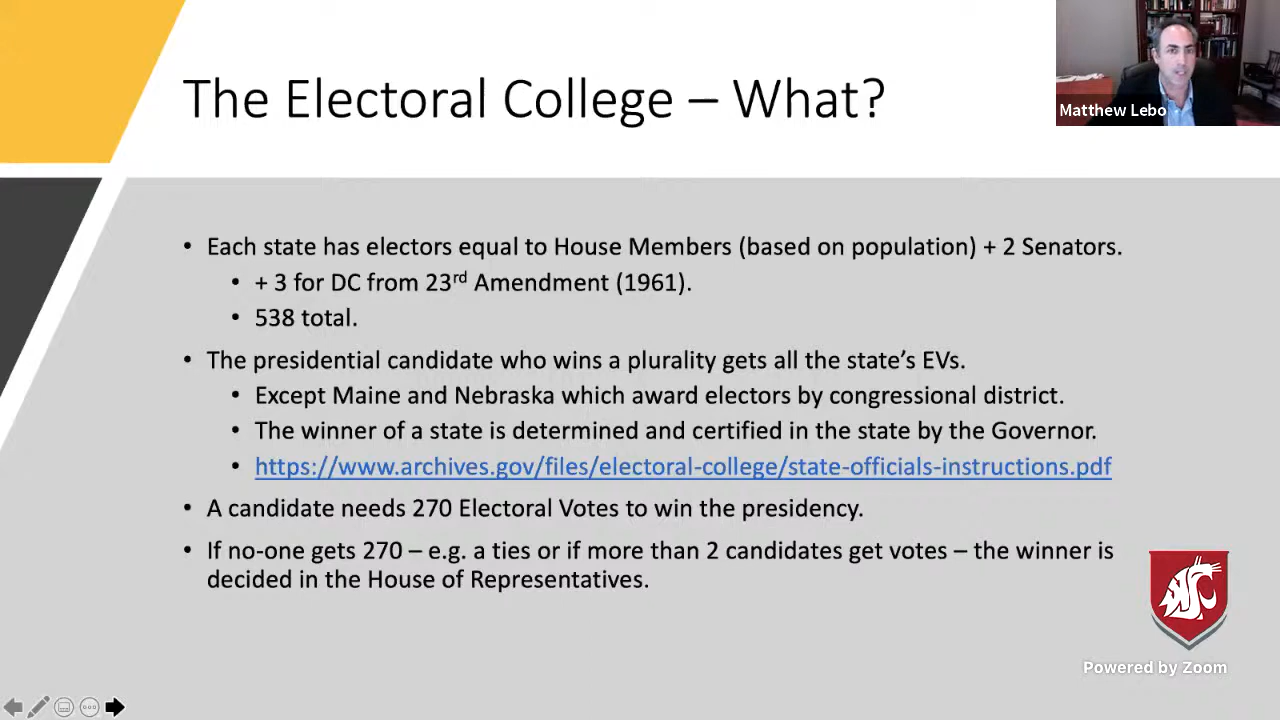 The Electoral College – What?
Matthew Lebo
• Each state has electors equal to House Members (based on population) + 2 Senators.
• + 3 for DC from 23rd Amendment (1961).
• 538 total.
• The presidential candidate who wins a plurality gets all the state’s EVs.
• Except Maine and Nebraska which award electors by congressional district.
• The winner of a state is determined and certified in the state by the Governor.
• https://www.archives.gov/files/electoral-college/state-officials-instructions.pdf
• A candidate needs 270 Electoral Votes to win the presidency.
• If no-one gets 270 – e.g. a ties or if more than 2 candidates get votes – the winner is
decided in the House of Representatives.
Powered by Zoom